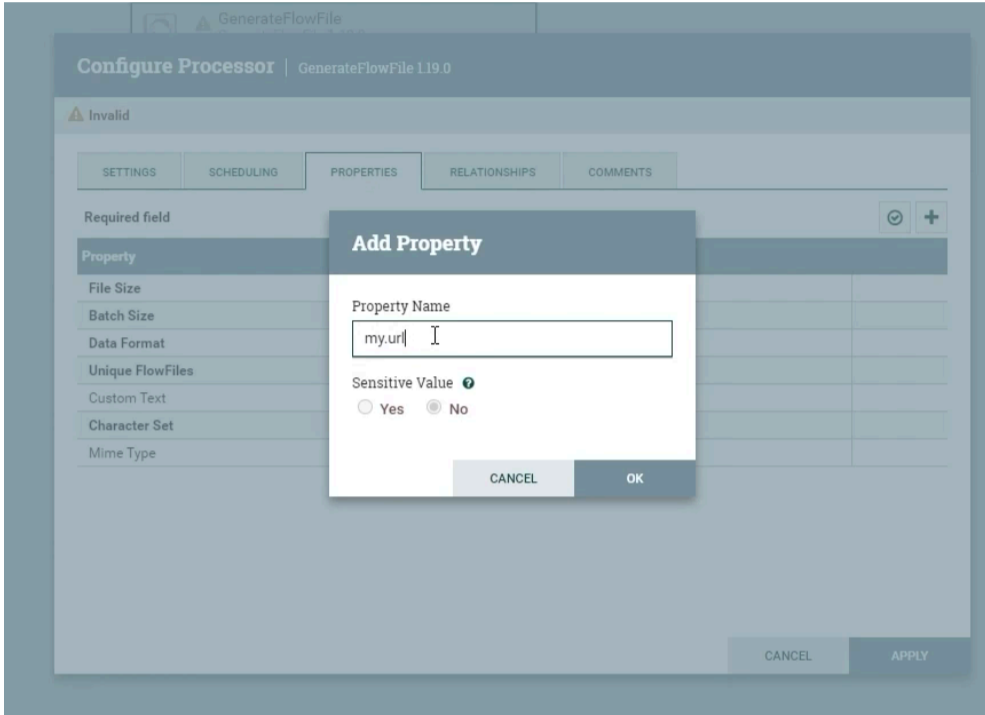 GenerateFlowFile
Configure Processor | GenerateFlowFile 1.19.0
Invalid
SETTINGS SCHEDULING PROPERTIES RELATIONSHIPS COMMENTS
Required field
Property
File Size
Batch Size
Data Format
Unique FlowFiles
Custom Text
Character Set
Mime Type
Add Property
Property Name
my.url
Sensitive Value
Yes No
CANCEL OK
CANCEL APPLY